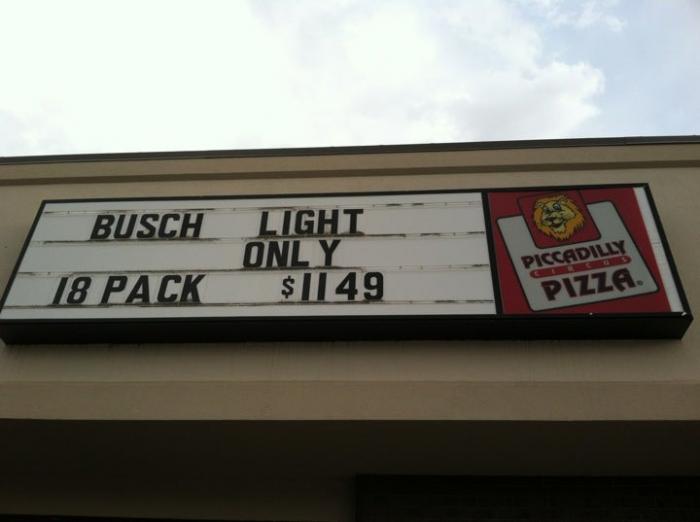 BUSCH LIGHT
ONLY
18 PACK $1149
PICCADILLY
CIRCUS
PIZZA®